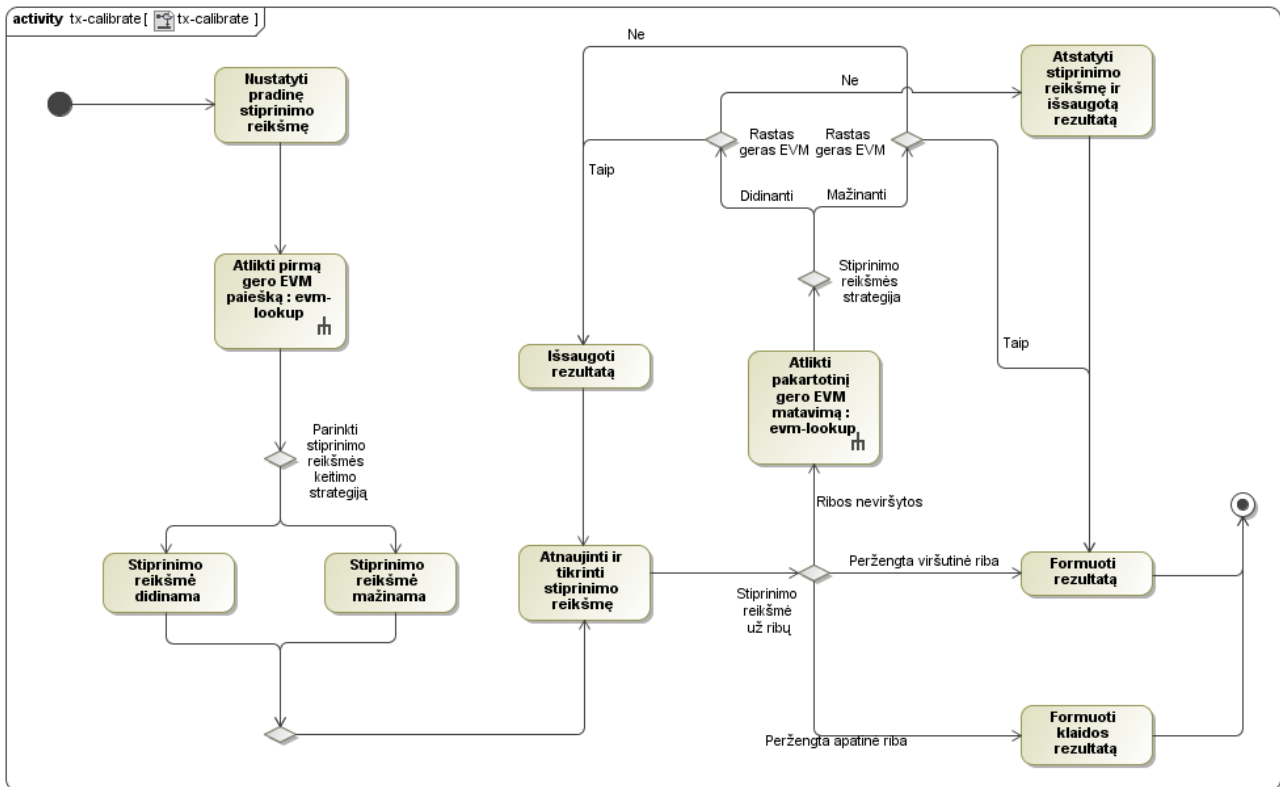 activity tx-calibrate [ tx-calibrate ]
Nustatyti
pradinę
stiprinimo
reikšmę
Atlikti pirmą
gero EVM
paiešką : evm-
lookup
Parinkti
stiprinimo
reikšmės
keitimo
strategiją
Stiprinimo
reikšmė
didinama
Stiprinimo
reikšmė
mažinama
Ne
Ne
Taip
Rastas
geras EVM
Rastas
geras EVM
Didinanti
Mažinanti
Stiprinimo
reikšmės
strategija
Išsaugoti
rezultatą
Atlikti
pakartotinį
gero EVM
matavimą :
evm-lookup
Atstatyti
stiprinimo
reikšmę ir
išsaugotą
rezultatą
Taip
Ribos neviršytos
Atnaujinti ir
tikrinti
stiprinimo
reikšmę
Stiprinimo
reikšmė
už ribų
Peržengta viršutinė riba
Formuoti
rezultatą
Peržengta apatinė riba
Formuoti
klaidos
rezultatą